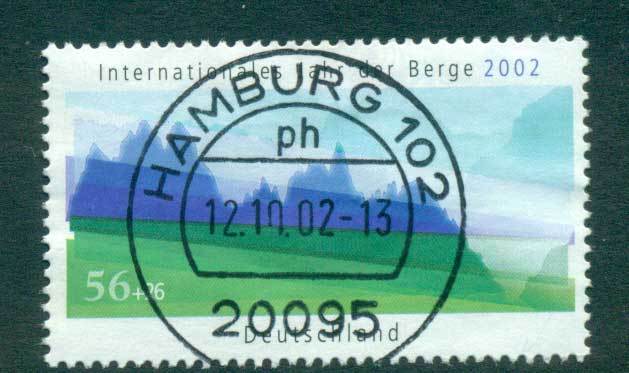 Internationales Jahr der Berge 2002
HAMBURG 102
ph
12.10.02-13
56+26
20095
Deutschland